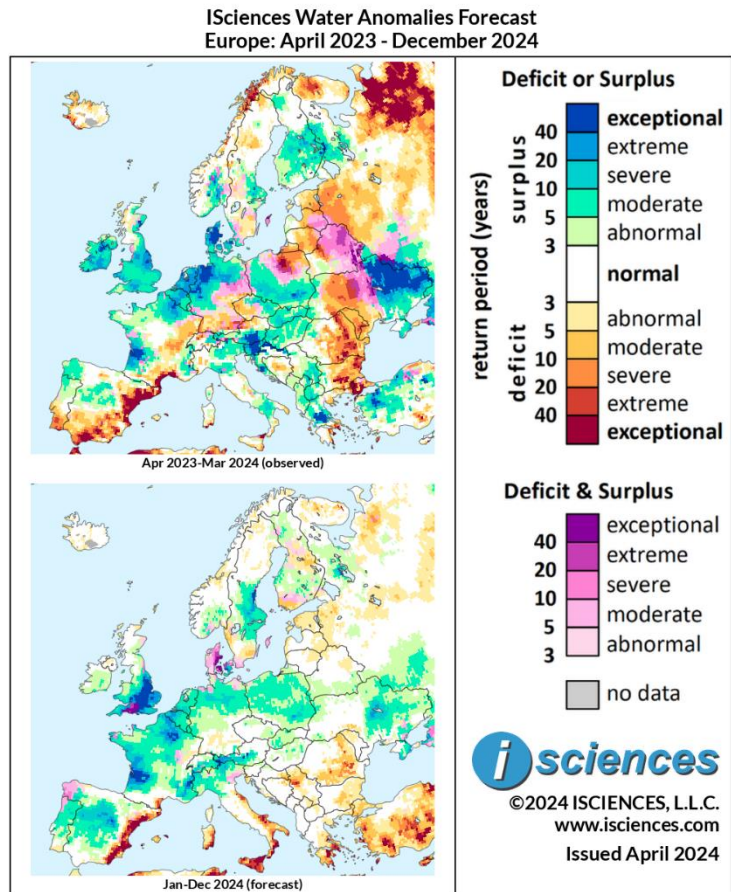 ISciences Water Anomalies Forecast
Europe: April 2023 - December 2024
Apr 2023-Mar 2024 (observed)
Jan-Dec 2024 (forecast)
Deficit or Surplus
return period (years)
surplus
deficit
40
20
10
5
3
3
5
10
20
40
exceptional
extreme
severe
moderate
abnormal
normal
abnormal
moderate
severe
extreme
exceptional
Deficit & Surplus
40
20
10
5
3
exceptional
extreme
severe
moderate
abnormal
no data
i sciences
©2024 ISCIENCES, L.L.C.
www.isciences.com
Issued April 2024